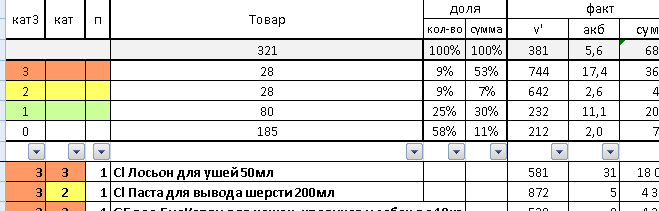 доля факт
кат3 кат п Товар кол-во сумма v' акб
321 100% 100% 381 5,6 68
3 28 9% 53% 744 17,4 36
2 28 9% 7% 642 2,6 4
1 80 25% 30% 232 11,1 20
0 185 58% 11% 212 2,0 7
3 3 1 Cl Лосьон для ушей 50мл 581 31 18 0
3 2 1 Cl Паста для вывода шерсти 200мл 872 5 4 3